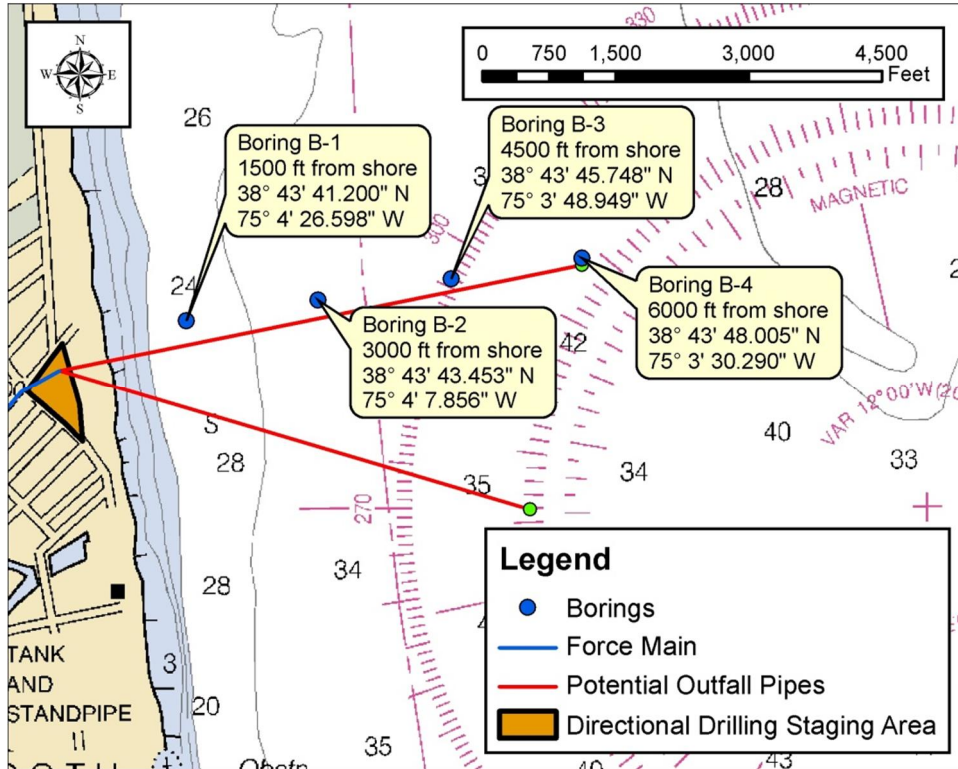 N
W E
S
0 750 1,500 3,000 4,500
Feet
330
26
Boring B-1
1500 ft from shore
38° 43' 41.200" N
75° 4' 26.598" W
Boring B-3
4500 ft from shore
38° 43' 45.748" N
75° 3' 48.949" W
28
MAGNETIC
300
24
Boring B-2
3000 ft from shore
38° 43' 43.453" N
75° 4' 7.856" W
Boring B-4
6000 ft from shore
38° 43' 48.005" N
75° 3' 30.290" W
42
VAR 12°00'W
S
28
40
33
35
34
270
34
28
TANK
AND
STANDPIPE
3
20
35
43
Legend
Borings
Force Main
Potential Outfall Pipes
Directional Drilling Staging Area